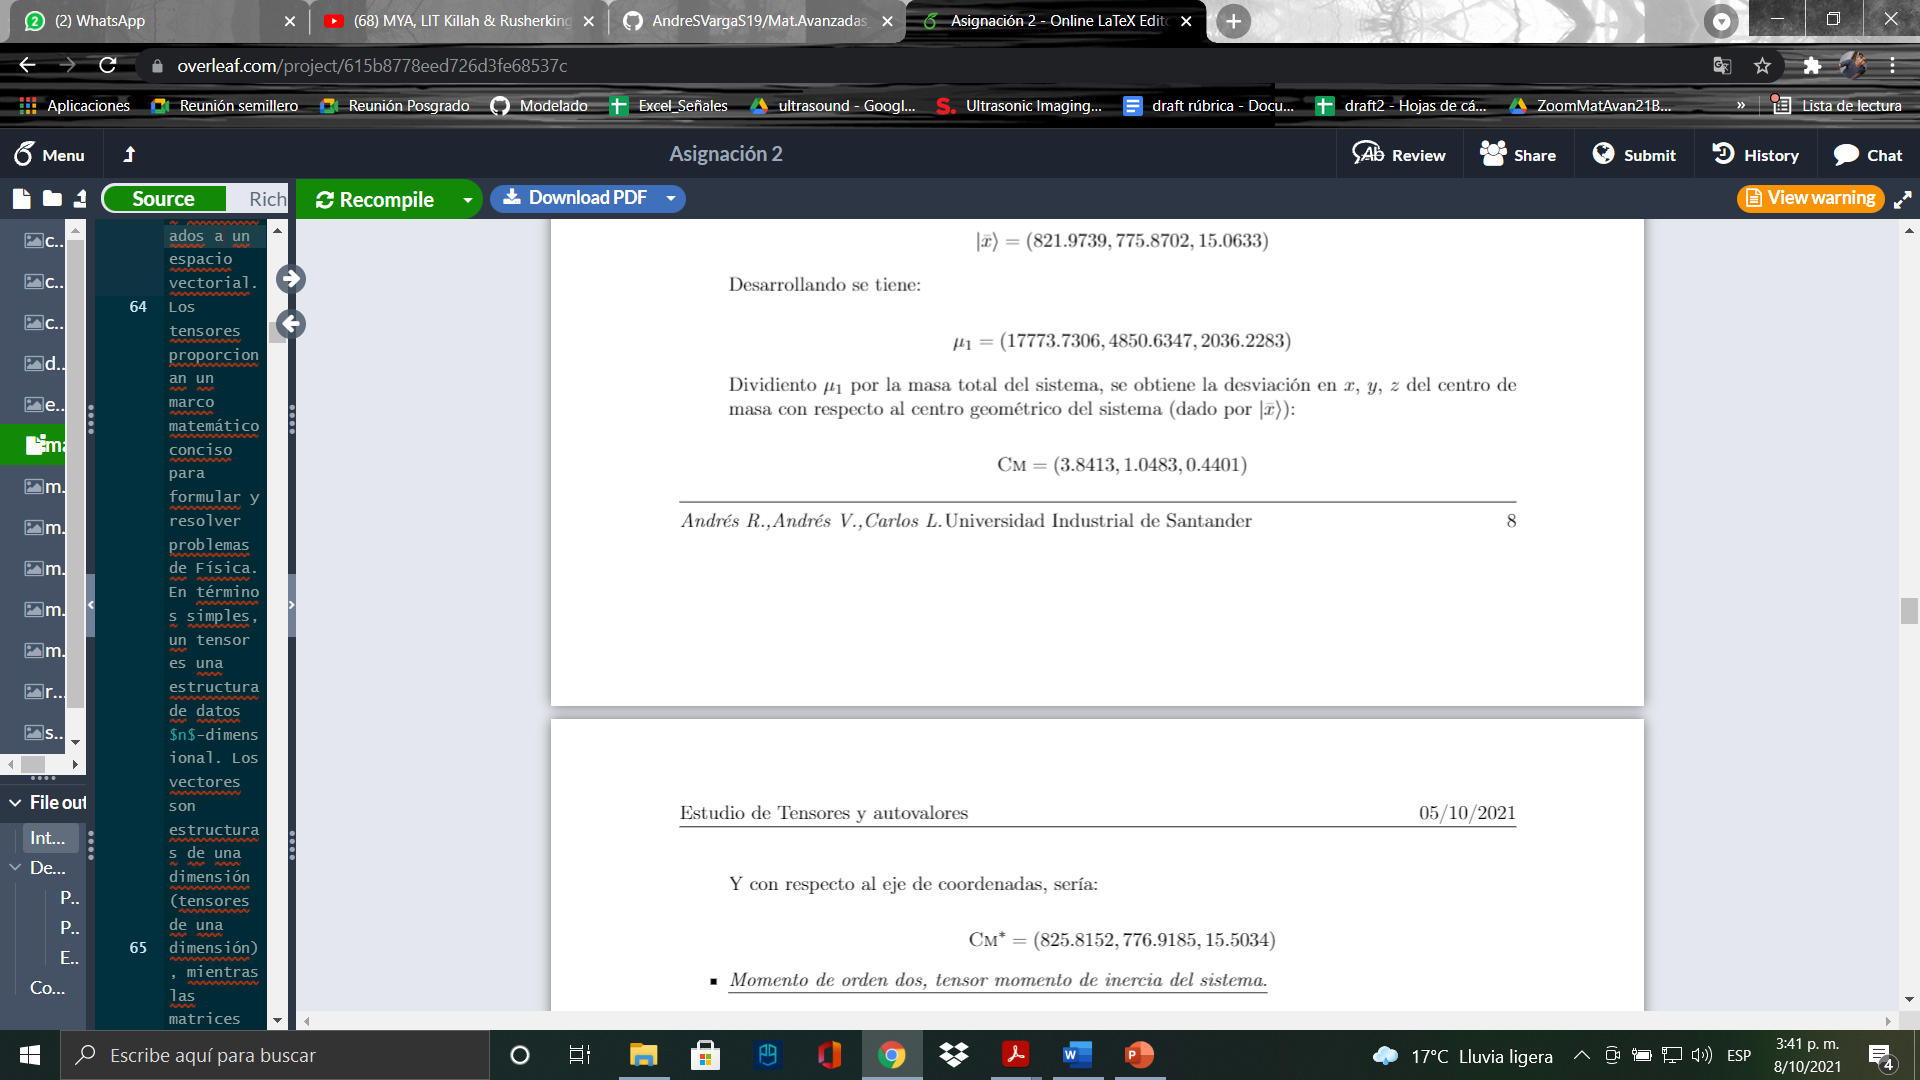 (2) WhatsApp
(68) MYA, LIT Killah & Rusherking
AndreSVargaS19/Mat.Avanzadas
Asignación 2 - Online LaTeX Edit
overleaf.com/project/615b8778eed726d3fe68537c
Aplicaciones
Reunión semillero
Reunión Posgrado
Modelado
Excel_Señales
ultrasound - Googl...
Ultrasonic Imaging...
draft rúbrica - Docu...
draft2 - Hojas de cá...
ZoomMatAvan21B...
»
Lista de lectura
Menu
Asignación 2
Review
Share
Submit
History
Chat
Source
Rich
Recompile
Download PDF
View warning
c..
c..
c..
d..
e..
ma
m.
m.
m.
m.
m.
r...
s..
File out
Int...
De...
P..
P..
E..
Co...
ados a un
espacio
vectorial.
64 Los
tensores
proporcion
an un
marco
matemático
conciso
para
formular y
resolver
problemas
de Física.
En término
s simples,
un tensor
es una
estructura
de datos
$n$-dimens
ional. Los
vectores
son
estructura
s de una
dimensión
(tensores
de una
65 dimensión)
, mientras
las
matrices
|x̄⟩ = (821.9739, 775.8702, 15.0633)
Desarrollando se tiene:
μ₁ = (17773.7306, 4850.6347, 2036.2283)
Dividiento μ₁ por la masa total del sistema, se obtiene la desviación en x, y, z del centro de
masa con respecto al centro geométrico del sistema (dado por |x̄⟩):
CM = (3.8413, 1.0483, 0.4401)
Andrés R.,Andrés V.,Carlos L.Universidad Industrial de Santander 8
Estudio de Tensores y autovalores 05/10/2021
Y con respecto al eje de coordenadas, sería:
CM* = (825.8152, 776.9185, 15.5034)
▪ Momento de orden dos, tensor momento de inercia del sistema.
Escribe aquí para buscar
17°C Lluvia ligera
ESP
3:41 p. m.
8/10/2021
4